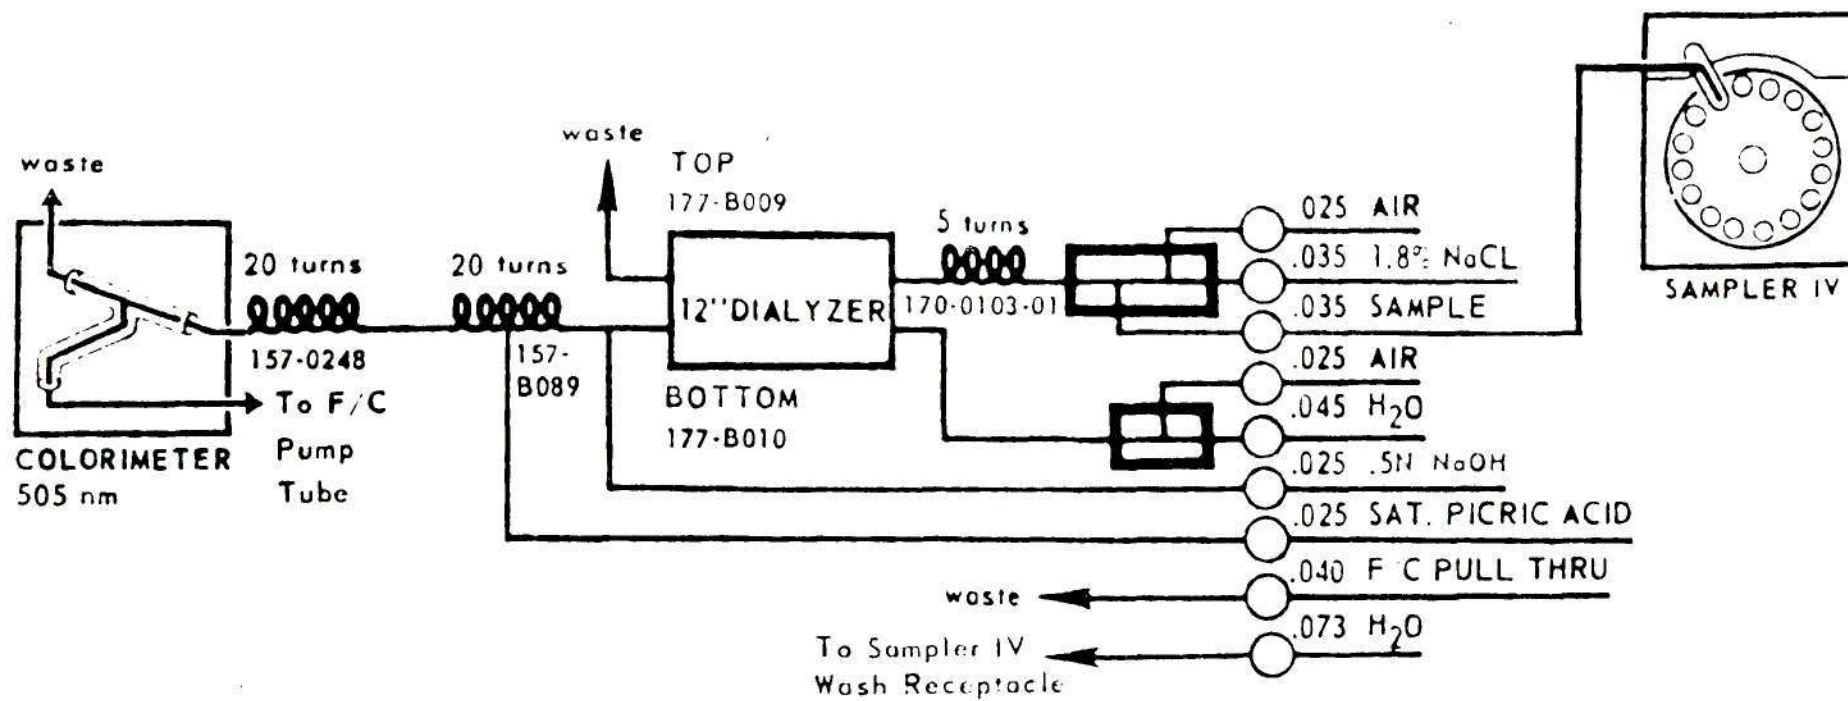 waste
waste
TOP
177-B009
5 turns
.025 AIR
.035 1.8% NaCL
.035 SAMPLE
SAMPLER IV
20 turns
20 turns
12" DIALYZER
170-0103-01
157-0248
157-
B089
.025 AIR
.045 H₂O
To F/C
Pump
Tube
BOTTOM
177-B010
COLORIMETER
505 nm
.025 .5N NaOH
.025 SAT. PICRIC ACID
.040 F/C PULL THRU
waste
.073 H₂O
To Sampler IV
Wash Receptacle